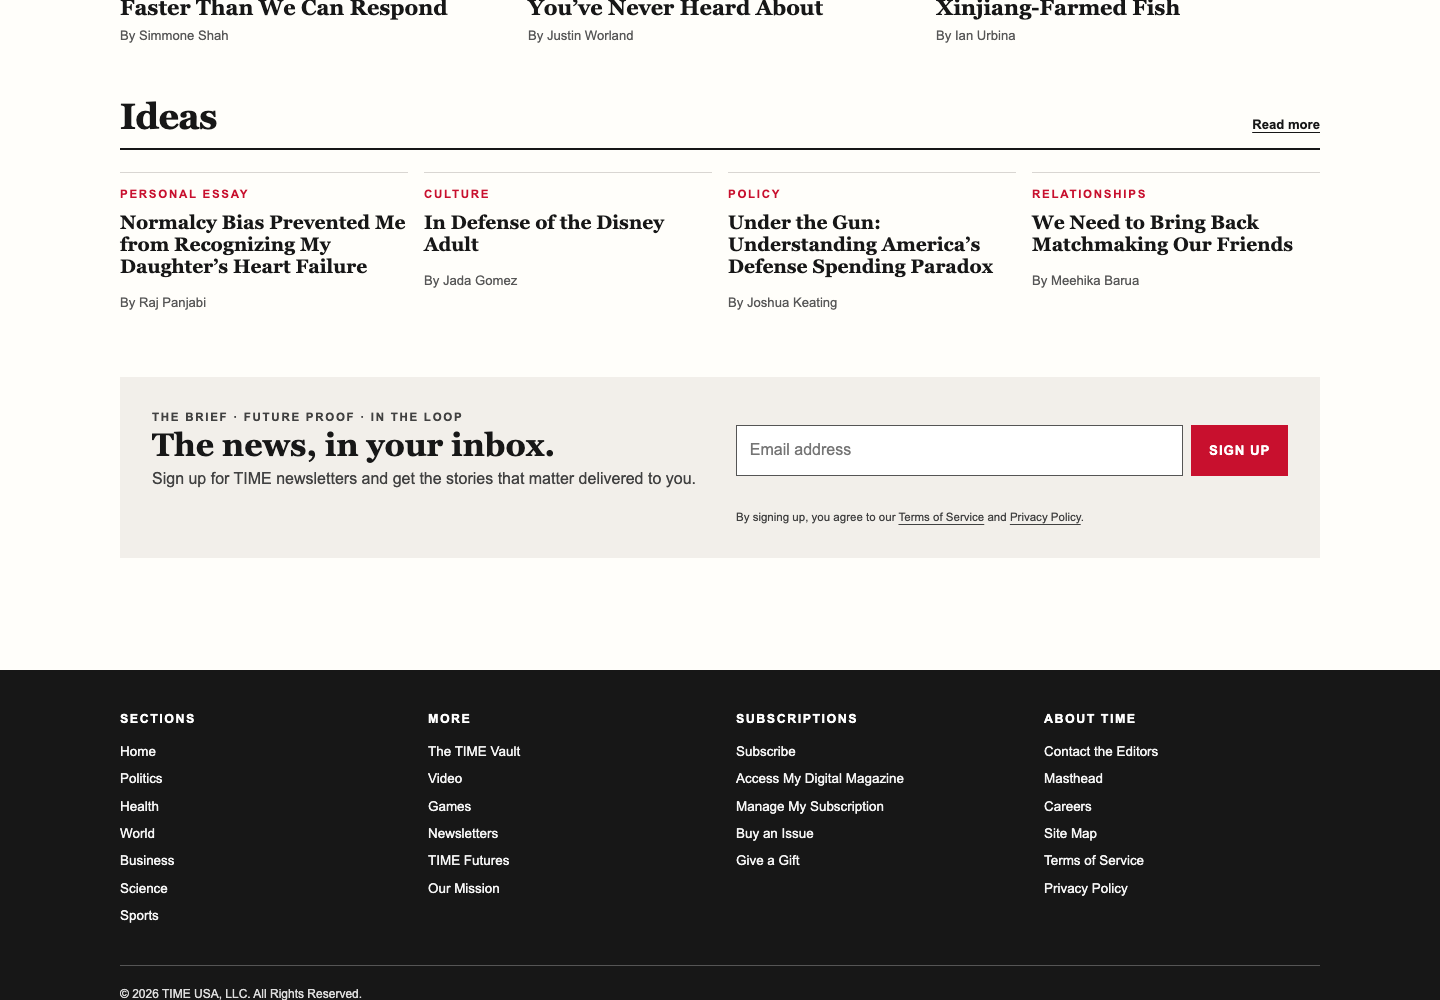 Faster Than We Can Respond
By Simmone Shah
You’ve Never Heard About
By Justin Worland
Xinjiang-Farmed Fish
By Ian Urbina
Ideas
Read more
PERSONAL ESSAY
Normalcy Bias Prevented Me
from Recognizing My
Daughter’s Heart Failure
By Raj Panjabi
CULTURE
In Defense of the Disney
Adult
By Jada Gomez
POLICY
Under the Gun:
Understanding America’s
Defense Spending Paradox
By Joshua Keating
RELATIONSHIPS
We Need to Bring Back
Matchmaking Our Friends
By Meehika Barua
THE BRIEF · FUTURE PROOF · IN THE LOOP
The news, in your inbox.
Sign up for TIME newsletters and get the stories that matter delivered to you.
Email address
SIGN UP
By signing up, you agree to our Terms of Service and Privacy Policy.
SECTIONS
Home
Politics
Health
World
Business
Science
Sports
MORE
The TIME Vault
Video
Games
Newsletters
TIME Futures
Our Mission
SUBSCRIPTIONS
Subscribe
Access My Digital Magazine
Manage My Subscription
Buy an Issue
Give a Gift
ABOUT TIME
Contact the Editors
Masthead
Careers
Site Map
Terms of Service
Privacy Policy
© 2026 TIME USA, LLC. All Rights Reserved.